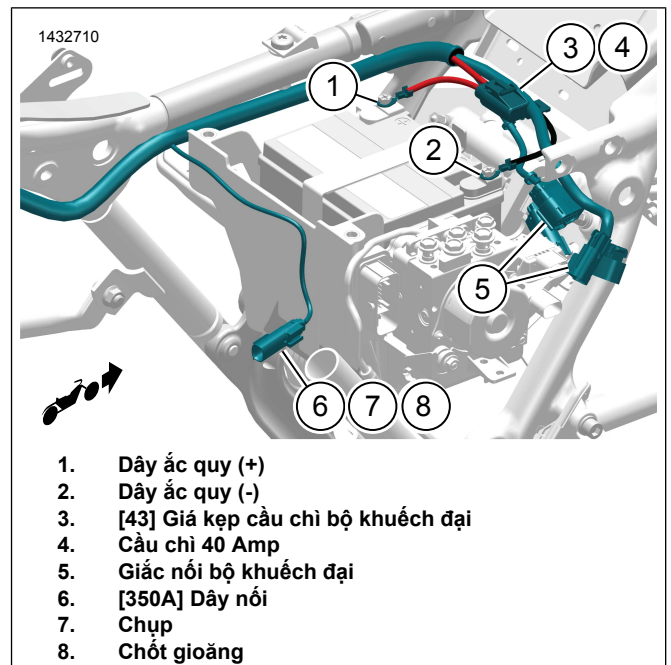 1432710
3 4
1
2
5
6 7 8
1. Dây ắc quy (+)
2. Dây ắc quy (-)
3. [43] Giá kẹp cầu chì bộ khuếch đại
4. Cầu chì 40 Amp
5. Giắc nối bộ khuếch đại
6. [350A] Dây nối
7. Chụp
8. Chốt gioăng